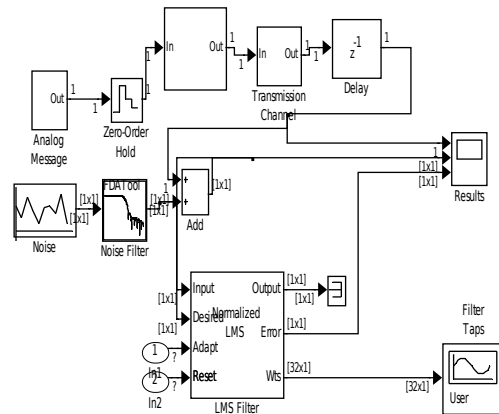 In
Out
1
1
In
Out
1
1
z-1
1
Delay
Transmission
Channel
Out
1
1
1
Analog
Message
Zero-Order
Hold
FDATool
[1x1]
[1x1]
[1x1]
[1x1]
Noise
Noise Filter
1
+
+
[1x1]
Add
1
[1x1]
[1x1]
Results
Input
Desired
Adapt
Reset
Normalized
LMS
Output
Error
Wts
[1x1]
[1x1]
[1x1]
[1x1]
[1x1]
[32x1]
[32x1]
1
In1
?
2
In2
?
LMS Filter
Filter
Taps
User